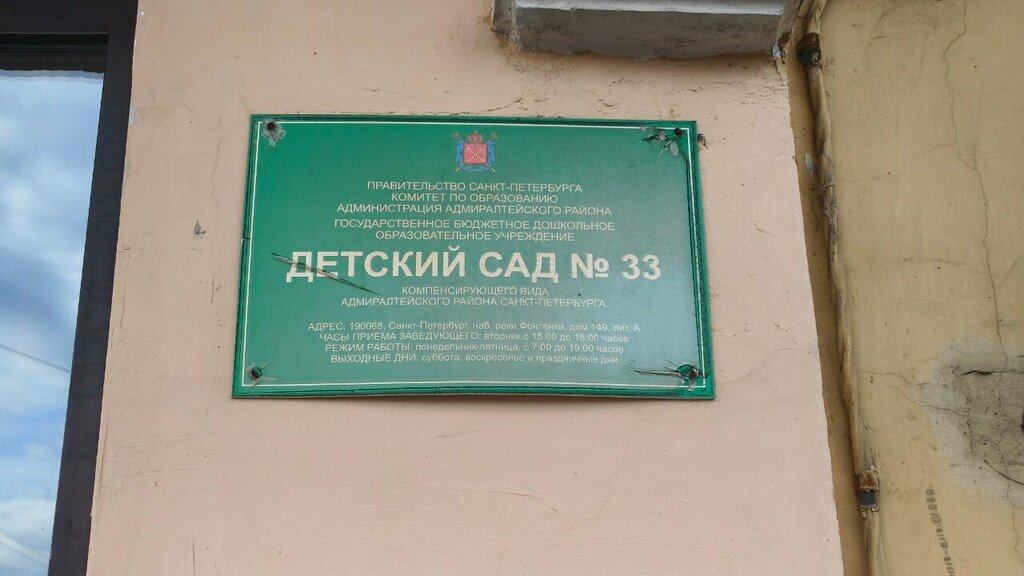 ПРАВИТЕЛЬСТВО САНКТ-ПЕТЕРБУРГА
КОМИТЕТ ПО ОБРАЗОВАНИЮ
АДМИНИСТРАЦИЯ АДМИРАЛТЕЙСКОГО РАЙОНА
ГОСУДАРСТВЕННОЕ БЮДЖЕТНОЕ ДОШКОЛЬНОЕ
ОБРАЗОВАТЕЛЬНОЕ УЧРЕЖДЕНИЕ
ДЕТСКИЙ САД № 33
КОМПЕНСИРУЮЩЕГО ВИДА
АДМИРАЛТЕЙСКОГО РАЙОНА САНКТ-ПЕТЕРБУРГА
АДРЕС: 190068, Санкт-Петербург, наб. реки Фонтанки, дом 149, лит. А
ЧАСЫ ПРИЕМА ЗАВЕДУЮЩЕГО: вторник с 15.00 до 18.00 часов
РЕЖИМ РАБОТЫ: понедельник-пятница, с 7:00 до 19:00 часов
ВЫХОДНЫЕ ДНИ: суббота, воскресенье и праздничные дни